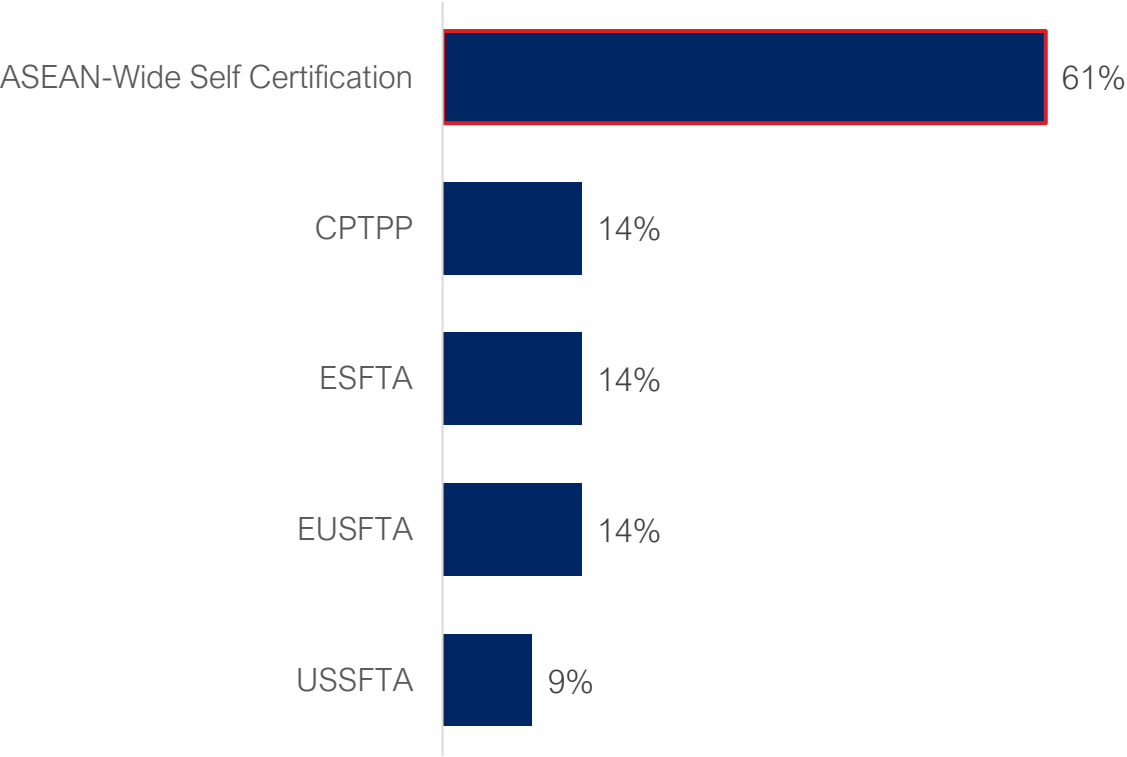 ASEAN-Wide Self Certification 61%
CPTPP 14%
ESFTA 14%
EUSFTA 14%
USSFTA 9%